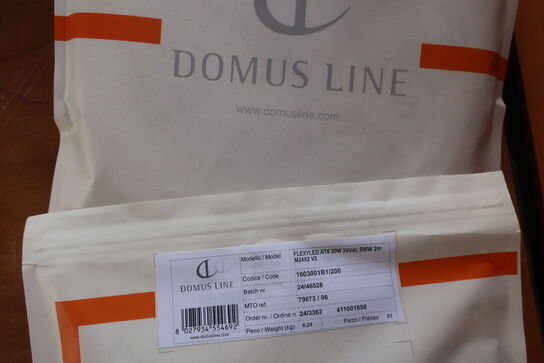 DOMUS LINE
www.domusline.com
DOMUS LINE
8 027934 554692
www.domusline.com
Modello / Model FLEXYLED AT6 20W 24Vdc SWW 2m
M24X2 V2
Codice / Code 1603001B1/200
Batch nr. 24/46528
MTO ref. 79673 / 06
Order nr. / Ordine n. 24/3362 411001656
Peso / Weight (kg) 0,24 Pezzi / Pieces 01